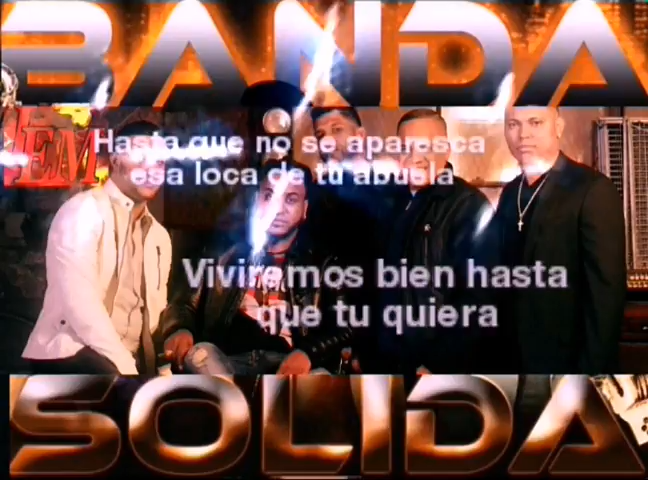 BANDA
EM
Hasta que no se aparesca
esa loca de tu abuela
Viviremos bien hasta
que tu quiera
SOLIDA